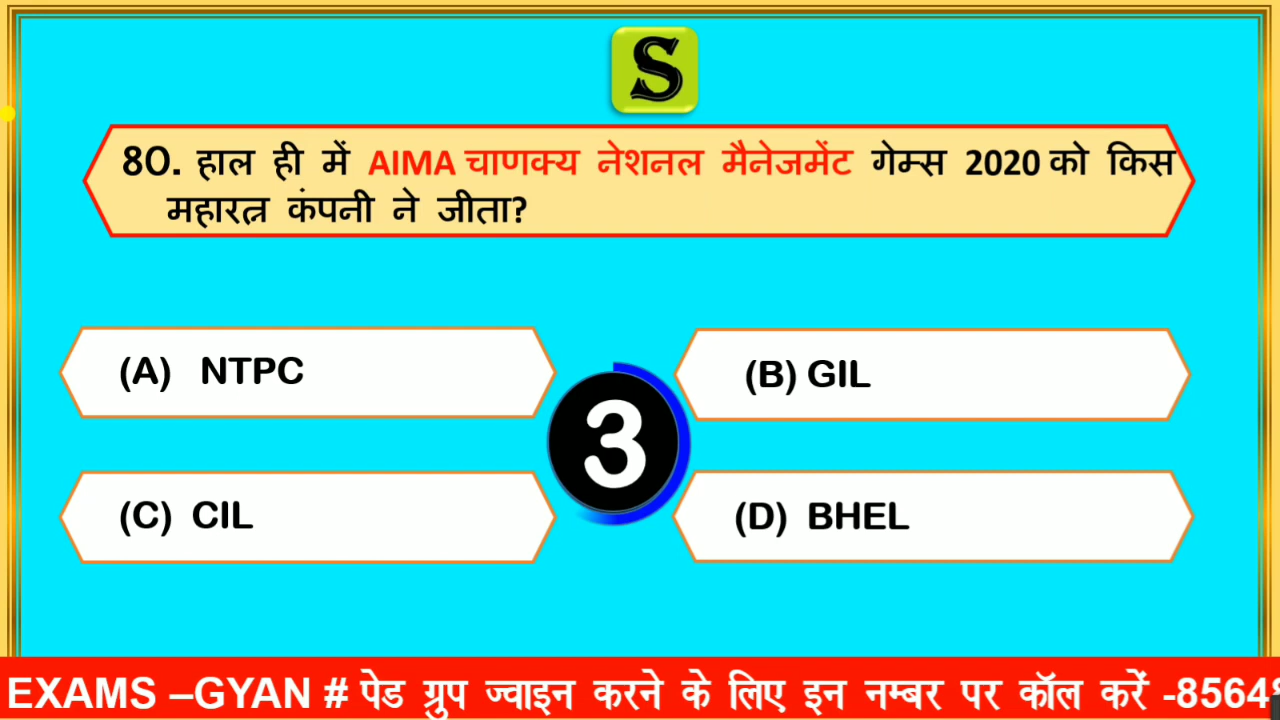 S
80. हाल ही में AIMA चाणक्य नेशनल मैनेजमेंट गेम्स 2020 को किस
महारत्न कंपनी ने जीता?
(A) NTPC
(B) GIL
3
(C) CIL
(D) BHEL
EXAMS –GYAN # पेड ग्रुप ज्वाइन करने के लिए इन नम्बर पर कॉल करें -8564